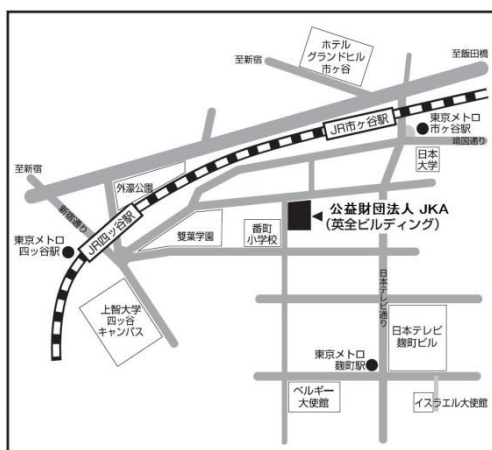 ホテル
グランドヒル
市ヶ谷
至新宿
至飯田橋
JR市ヶ谷駅
東京メトロ
市ヶ谷駅
靖国通り
日本
大学
至新宿
外濠公園
新宿通り
JR四ッ谷駅
東京メトロ
四ッ谷駅
雙葉学園
番町
小学校
公益財団法人 JKA
(英全ビルディング)
上智大学
四ッ谷
キャンパス
日本テレビ通り
日本テレビ
麹町ビル
東京メトロ
麹町駅
ベルギー
大使館
イスラエル大使館